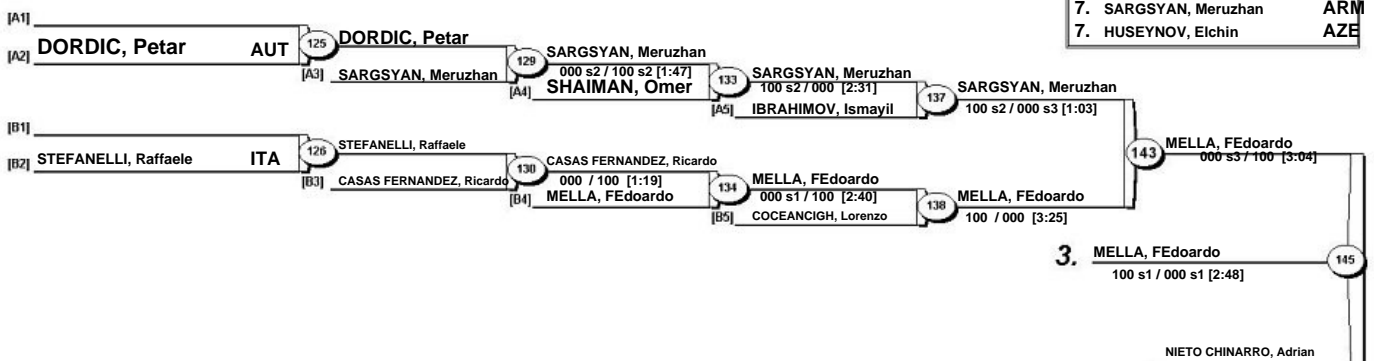 7. SARGSYAN, Meruzhan ARM
7. HUSEYNOV, Elchin AZE
[A1]
[A2] DORDIC, Petar AUT
125
DORDIC, Petar
[A3] SARGSYAN, Meruzhan
129
SARGSYAN, Meruzhan
000 s2 / 100 s2 [1:47]
[A4] SHAIMAN, Omer
133
SARGSYAN, Meruzhan
100 s2 / 000 [2:31]
[A5] IBRAHIMOV, Ismayil
137
SARGSYAN, Meruzhan
100 s2 / 000 s3 [1:03]
[B1]
[B2] STEFANELLI, Raffaele ITA
126
STEFANELLI, Raffaele
[B3] CASAS FERNANDEZ, Ricardo
130
CASAS FERNANDEZ, Ricardo
000 / 100 [1:19]
[B4] MELLA, FEdoardo
134
MELLA, FEdoardo
000 s1 / 100 [2:40]
[B5] COCEANCIGH, Lorenzo
138
MELLA, FEdoardo
100 / 000 [3:25]
143
MELLA, FEdoardo
000 s3 / 100 [3:04]
3. MELLA, FEdoardo
100 s1 / 000 s1 [2:48]
145
NIETO CHINARRO, Adrian